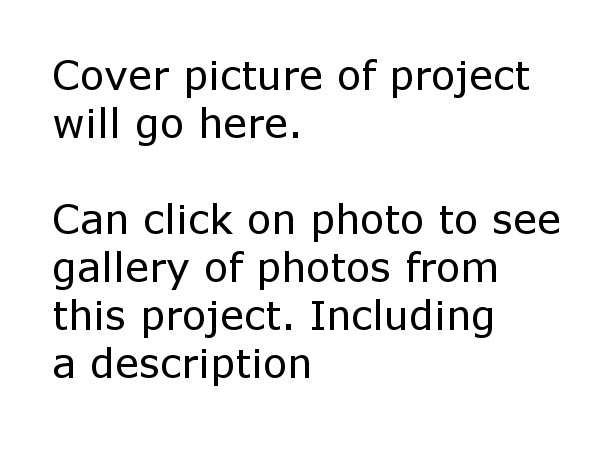 Cover picture of project
will go here.
Can click on photo to see
gallery of photos from
this project. Including
a description